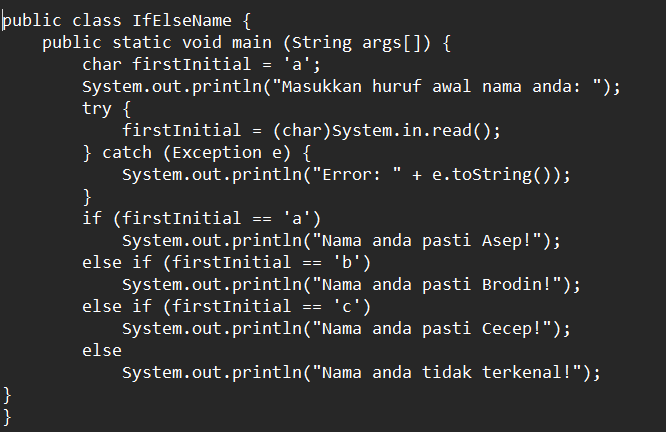 public class IfElseName {
    public static void main (String args[]) {
        char firstInitial = 'a';
        System.out.println("Masukkan huruf awal nama anda: ");
        try {
            firstInitial = (char)System.in.read();
        } catch (Exception e) {
            System.out.println("Error: " + e.toString());
        }
        if (firstInitial == 'a')
            System.out.println("Nama anda pasti Asep!");
        else if (firstInitial == 'b')
            System.out.println("Nama anda pasti Brodin!");
        else if (firstInitial == 'c')
            System.out.println("Nama anda pasti Cecep!");
        else
            System.out.println("Nama anda tidak terkenal!");
}
}